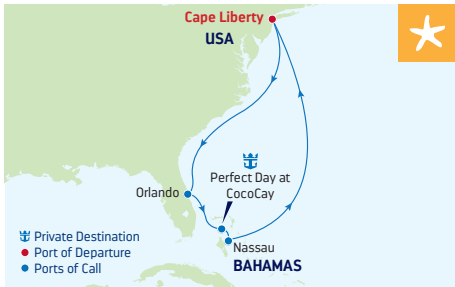 Cape Liberty
USA
Perfect Day at
CocoCay
Orlando
Nassau
BAHAMAS
Private Destination
Port of Departure
Ports of Call